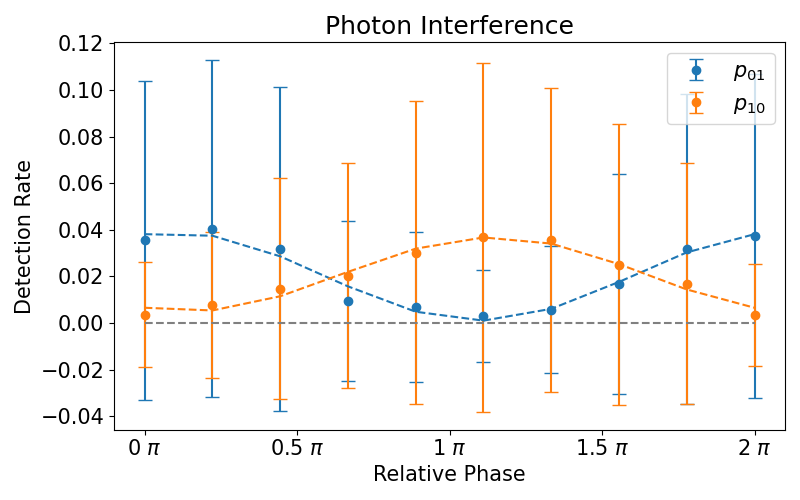 Photon Interference
0.12
0.10
0.08
0.06
0.04
0.02
0.00
−0.02
−0.04
Detection Rate
p₀₁
p₁₀
0 π
0.5 π
1 π
1.5 π
2 π
Relative Phase